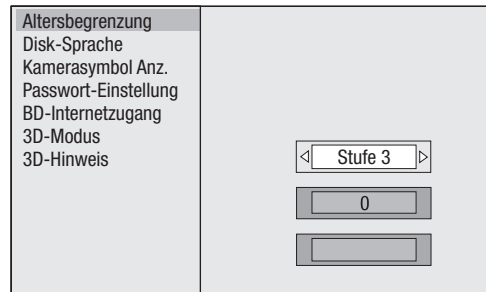 Altersbegrenzung
Disk-Sprache
Kamerasymbol Anz.
Passwort-Einstellung
BD-Internetzugang
3D-Modus
3D-Hinweis
Stufe 3
0